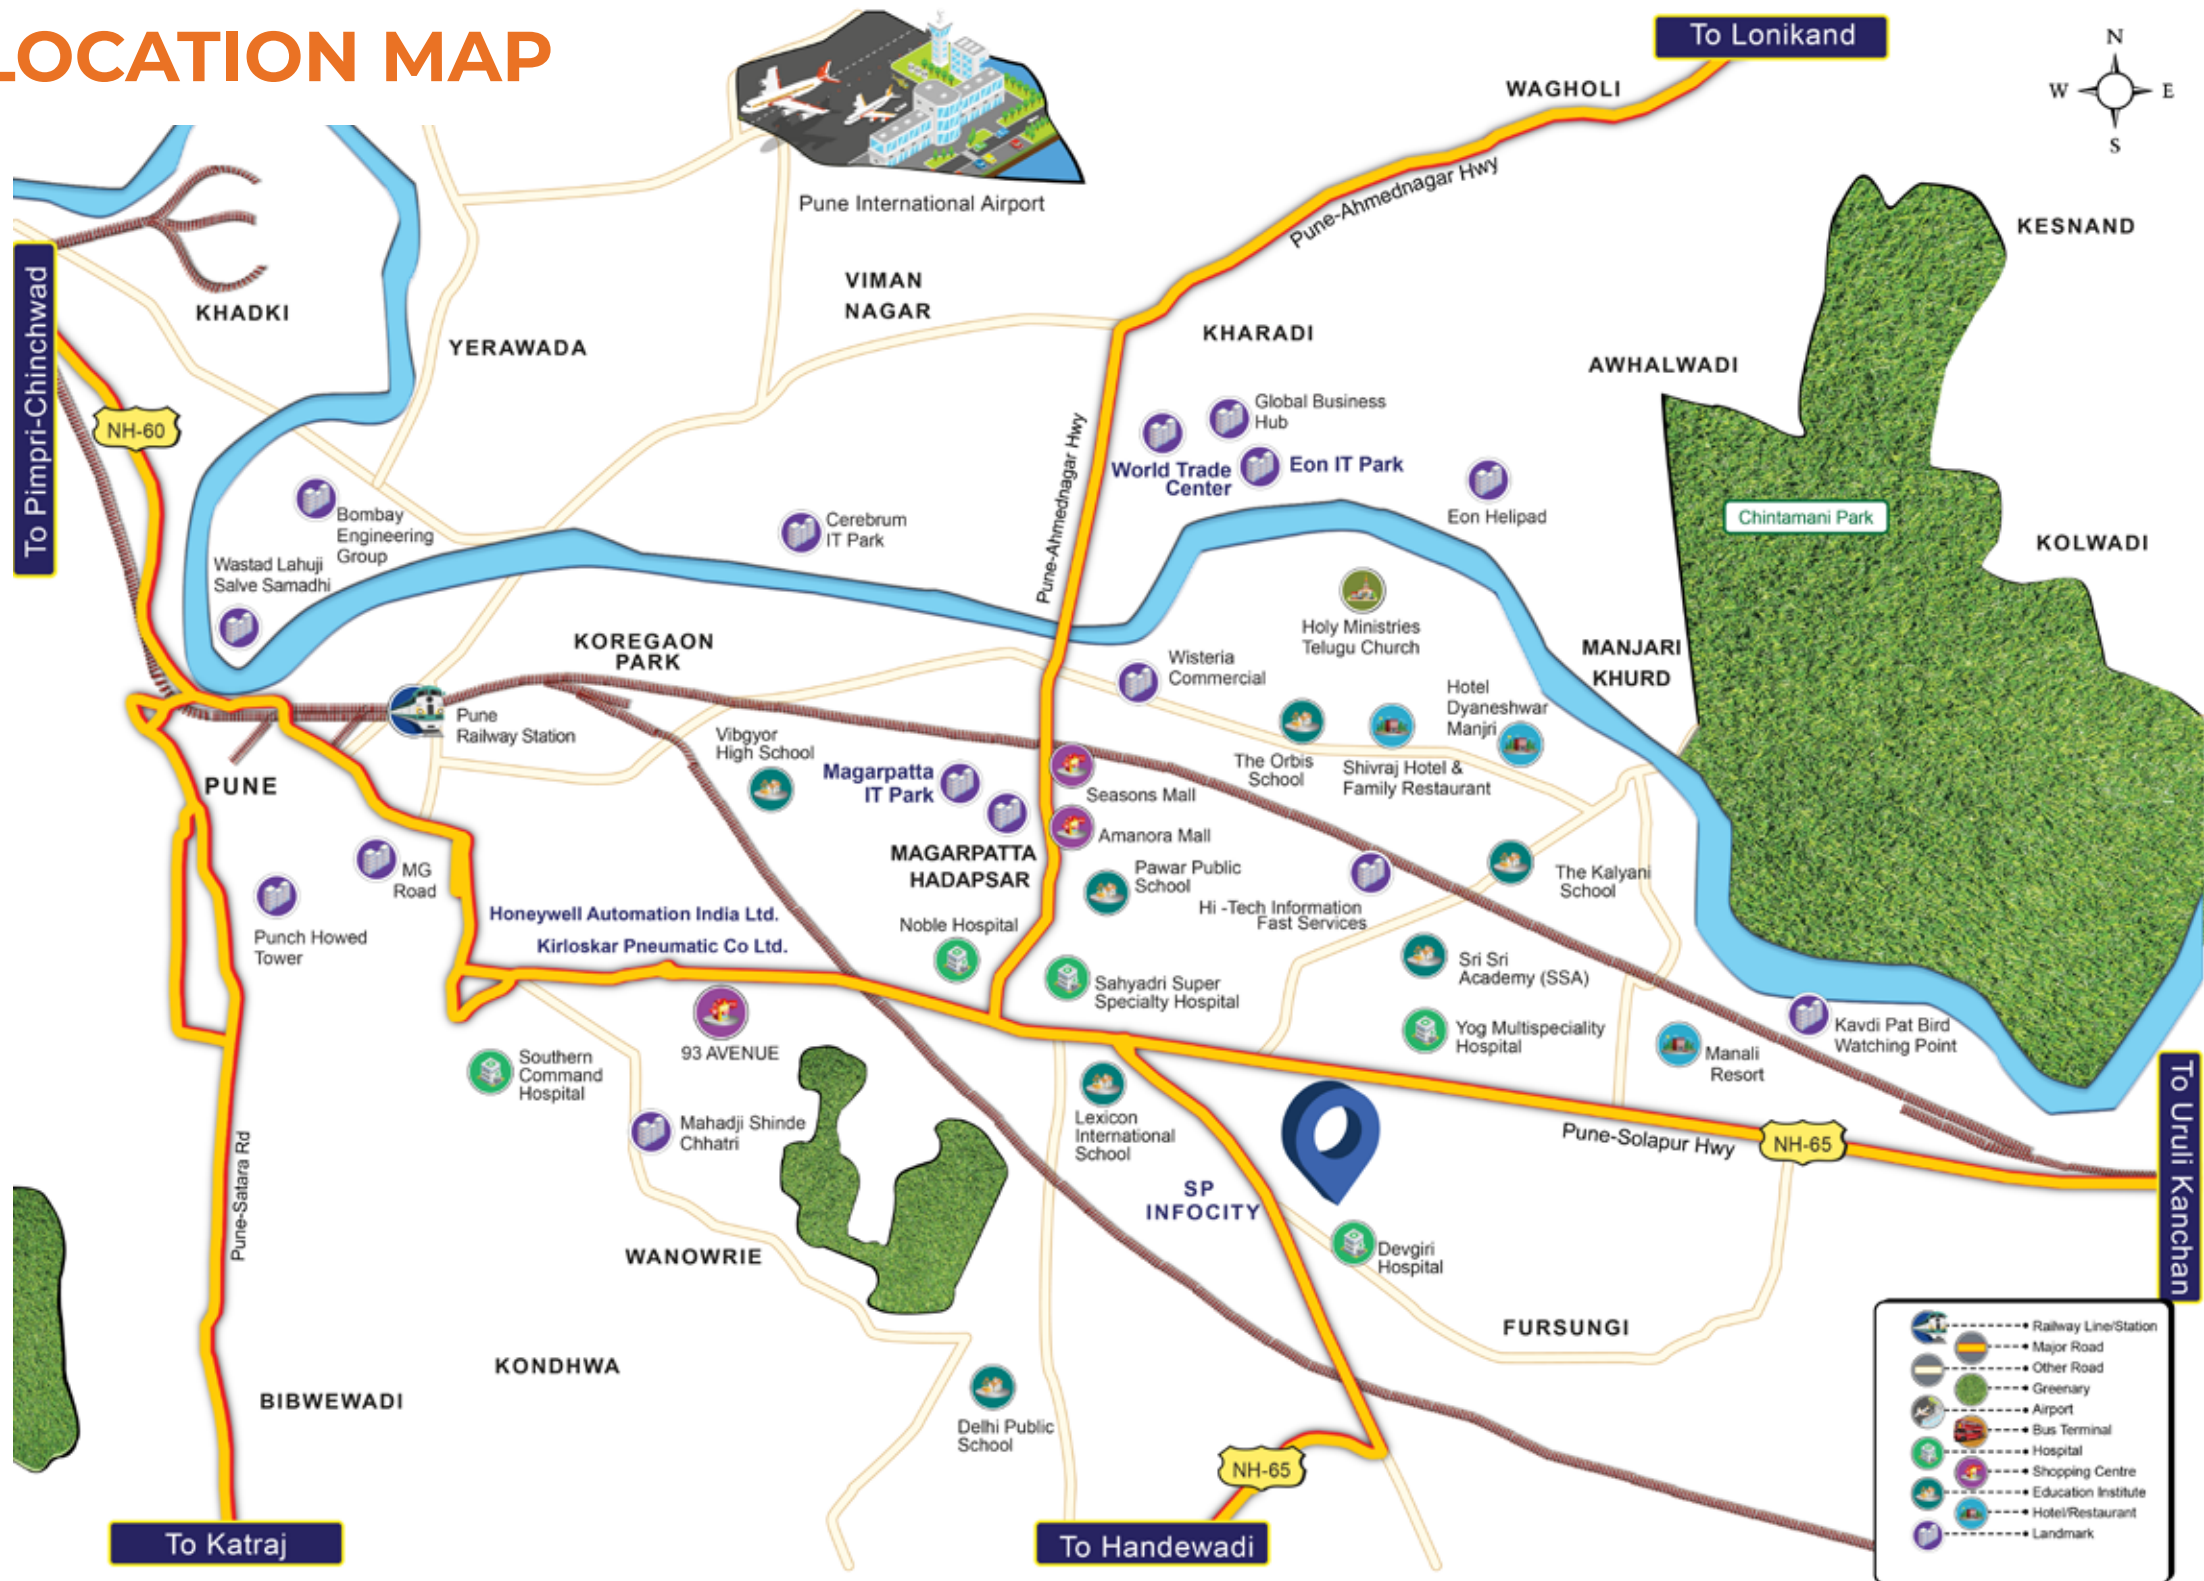 LOCATION MAP
To Lonikand
N
W
E
S
WAGHOLI
Pune-Ahmednagar Hwy
Pune International Airport
KESNAND
To Pimpri-Chinchwad
KHADKI
YERAWADA
VIMAN
NAGAR
KHARADI
AWHALWADI
NH-60
Global Business
Hub
World Trade
Center
Eon IT Park
Eon Helipad
Pune-Ahmednagar Hwy
Chintamani Park
KOLWADI
Bombay
Engineering
Group
Cerebrum
IT Park
Wastad Lahuji
Salve Samadhi
Holy Ministries
Telugu Church
KOREGAON
PARK
MANJARI
KHURD
Wisteria
Commercial
Hotel
Dyaneshwar
Manjri
Pune
Railway Station
Vibgyor
High School
The Orbis
School
Shivraj Hotel &
Family Restaurant
PUNE
Magarpatta
IT Park
Seasons Mall
Amanora Mall
MAGARPATTA
HADAPSAR
Pawar Public
School
MG
Road
The Kalyani
School
Hi -Tech Information
Fast Services
Honeywell Automation India Ltd.
Kirloskar Pneumatic Co Ltd.
Noble Hospital
Punch Howed
Tower
Sri Sri
Academy (SSA)
Sahyadri Super
Specialty Hospital
Yog Multispeciality
Hospital
Kavdi Pat Bird
Watching Point
Manali
Resort
93 AVENUE
Southern
Command
Hospital
Mahadji Shinde
Chhatri
Lexicon
International
School
Pune-Solapur Hwy
NH-65
To Uruli Kanchan
Pune-Satara Rd
SP
INFOCITY
WANOWRIE
Devgiri
Hospital
FURSUNGI
KONDHWA
BIBWEWADI
Delhi Public
School
NH-65
To Katraj
To Handewadi
Railway Line/Station
Major Road
Other Road
Greenary
Airport
Bus Terminal
Hospital
Shopping Centre
Education Institute
Hotel/Restaurant
Landmark